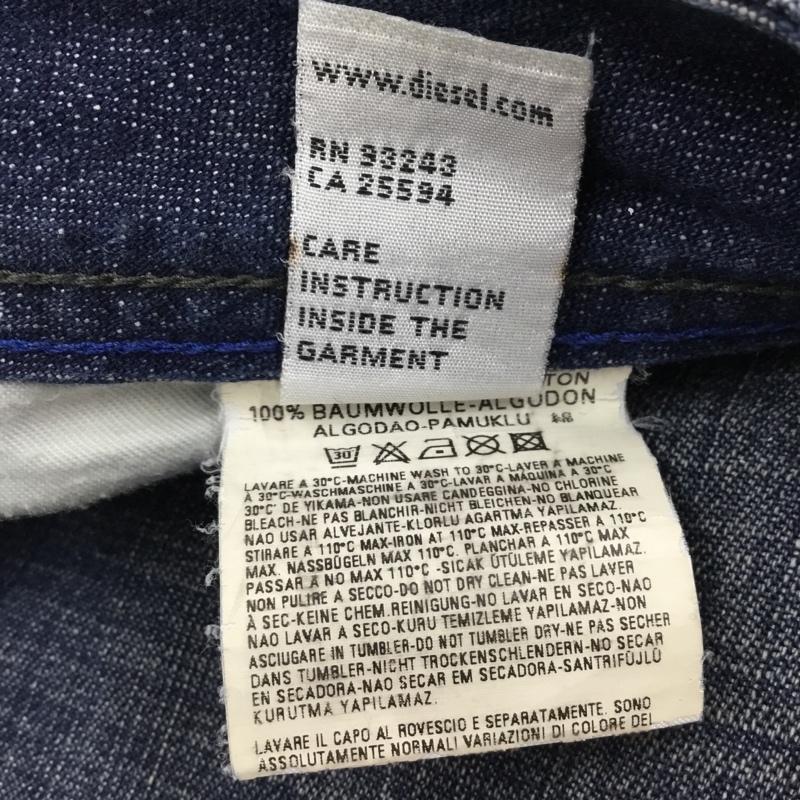 www.diesel.com
RN 93243
CA 25594
CARE
INSTRUCTION
INSIDE THE
GARMENT
TON
100% BAUMWOLLE-ALGODON
ALGODAO-PAMUKLU
30
LAVARE A 30°C-MACHINE WASH TO 30°C-LAVER A MACHINE
À 30°C-WASCHMASCHINE A 30°C-LAVAR A MÁQUINA A 30°C
30°C' DE YIKAMA-NON USARE CANDEGGINA-NO CHLORINE
BLEACH-NE PAS BLANCHIR-NICHT BLEICHEN-NO BLANQUEAR
NAO USAR ALVEJANTE-KLORLU AGARTMA YAPILAMAZ.
STIRARE A 110°C MAX-IRON AT 110°C MAX-REPASSER A 110°C
MAX. NASSBÜGELN MAX 110°C. PLANCHAR A 110°C MAX
PASSAR A NO MAX 110°C -SICAK ÜTÜLEME YAPILAMAZ.
NON PULIRE A SECCO-DO NOT DRY CLEAN-NE PAS LAVER
À SEC-KEINE CHEM.REINIGUNG-NO LAVAR EN SECO-NAO
NAO LAVAR A SECO-KURU TEMIZLEME YAPILAMAZ-NON
ASCIUGARE IN TUMBLER-DO NOT TUMBLER DRY-NE PAS SECHER
DANS TUMBLER-NICHT TROCKENSCHLENDERN-NO SECAR
EN SECADORA-NAO SECAR EM SECADORA-SANTRIFÜJLÜ
KURUTMA YAPILAMAZ.
LAVARE IL CAPO AL ROVESCIO E SEPARATAMENTE. SONO
ASSOLUTAMENTE NORMALI VARIAZIONI DI COLORE DEI